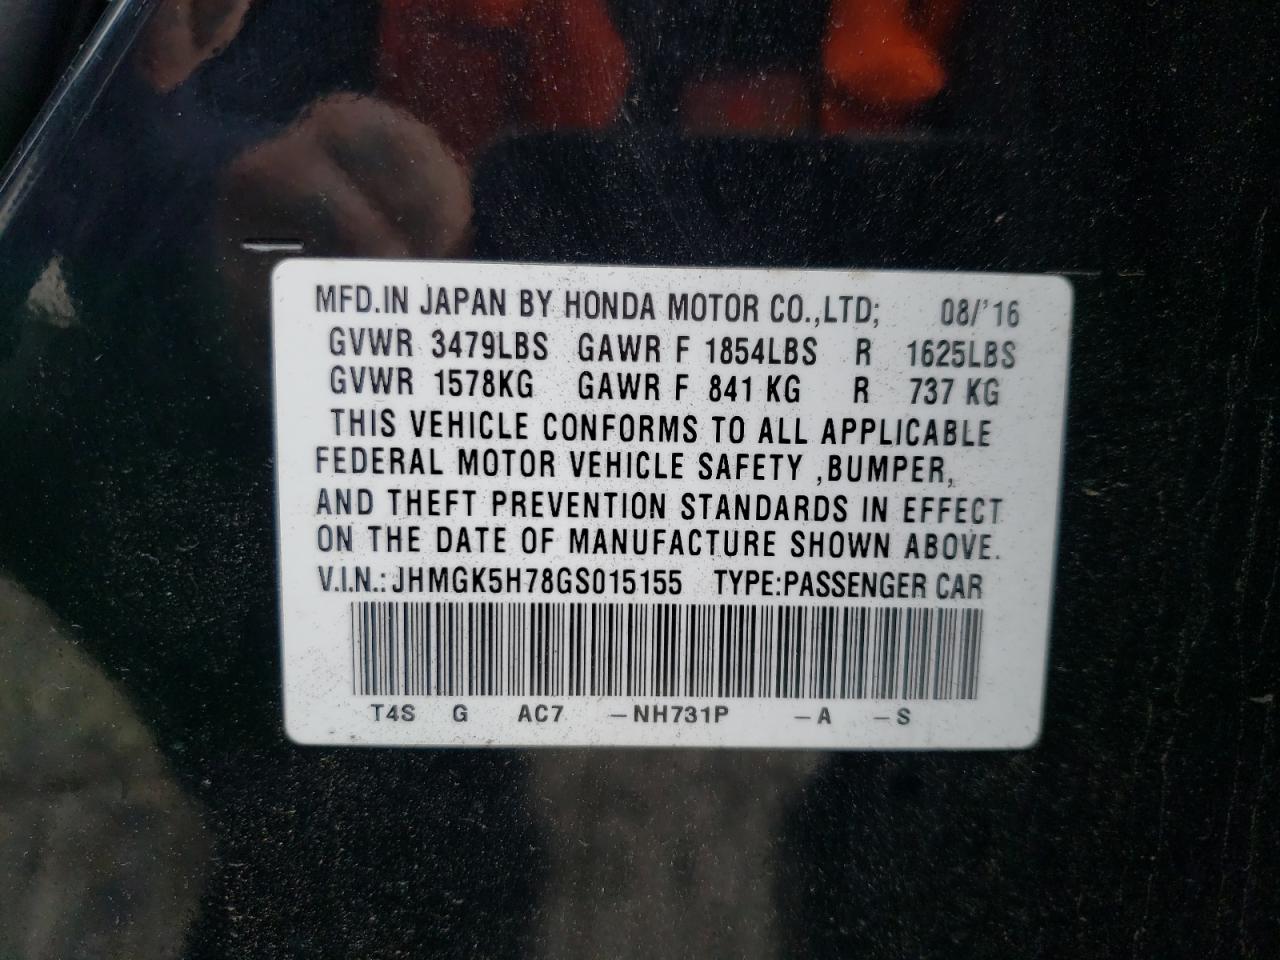 MFD.IN JAPAN BY HONDA MOTOR CO.,LTD; 08/'16
GVWR 3479LBS GAWR F 1854LBS R 1625LBS
GVWR 1578KG GAWR F 841 KG R 737 KG
THIS VEHICLE CONFORMS TO ALL APPLICABLE
FEDERAL MOTOR VEHICLE SAFETY ,BUMPER,
AND THEFT PREVENTION STANDARDS IN EFFECT
ON THE DATE OF MANUFACTURE SHOWN ABOVE.
V.I.N.: JHMGK5H78GS015155 TYPE:PASSENGER CAR
T4S G AC7 –NH731P –A –S